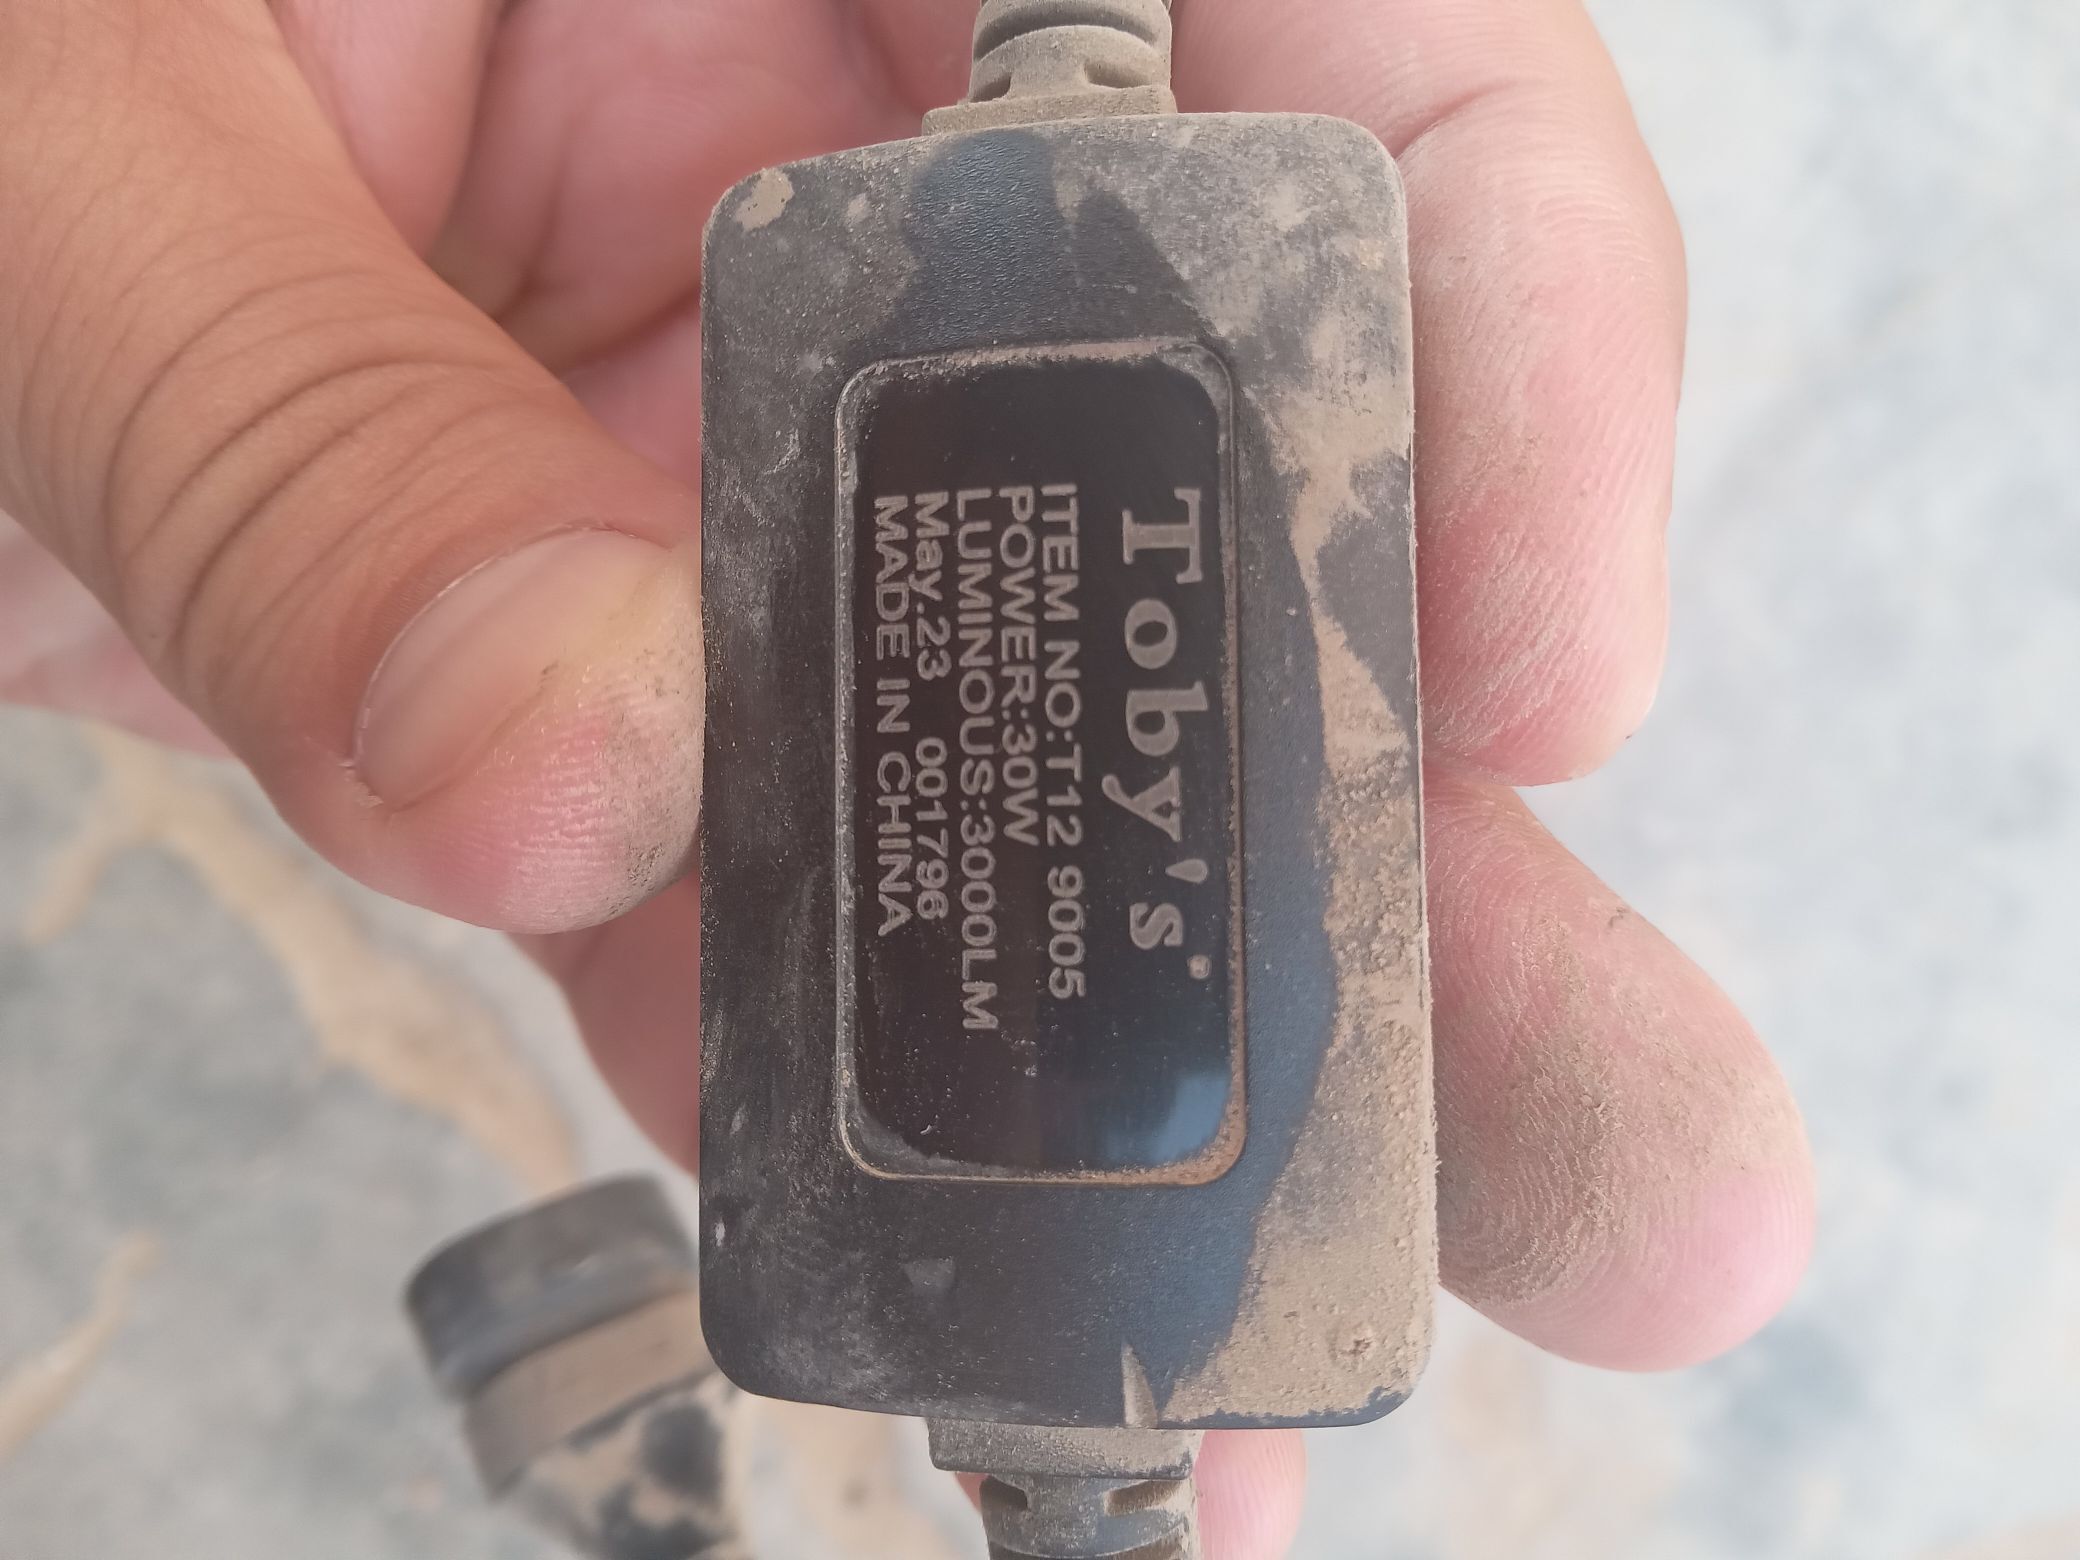 Toby's
ITEM NO:T12 9005
POWER:30W
LUMINOUS:3000LM
May.23 001796
MADE IN CHINA